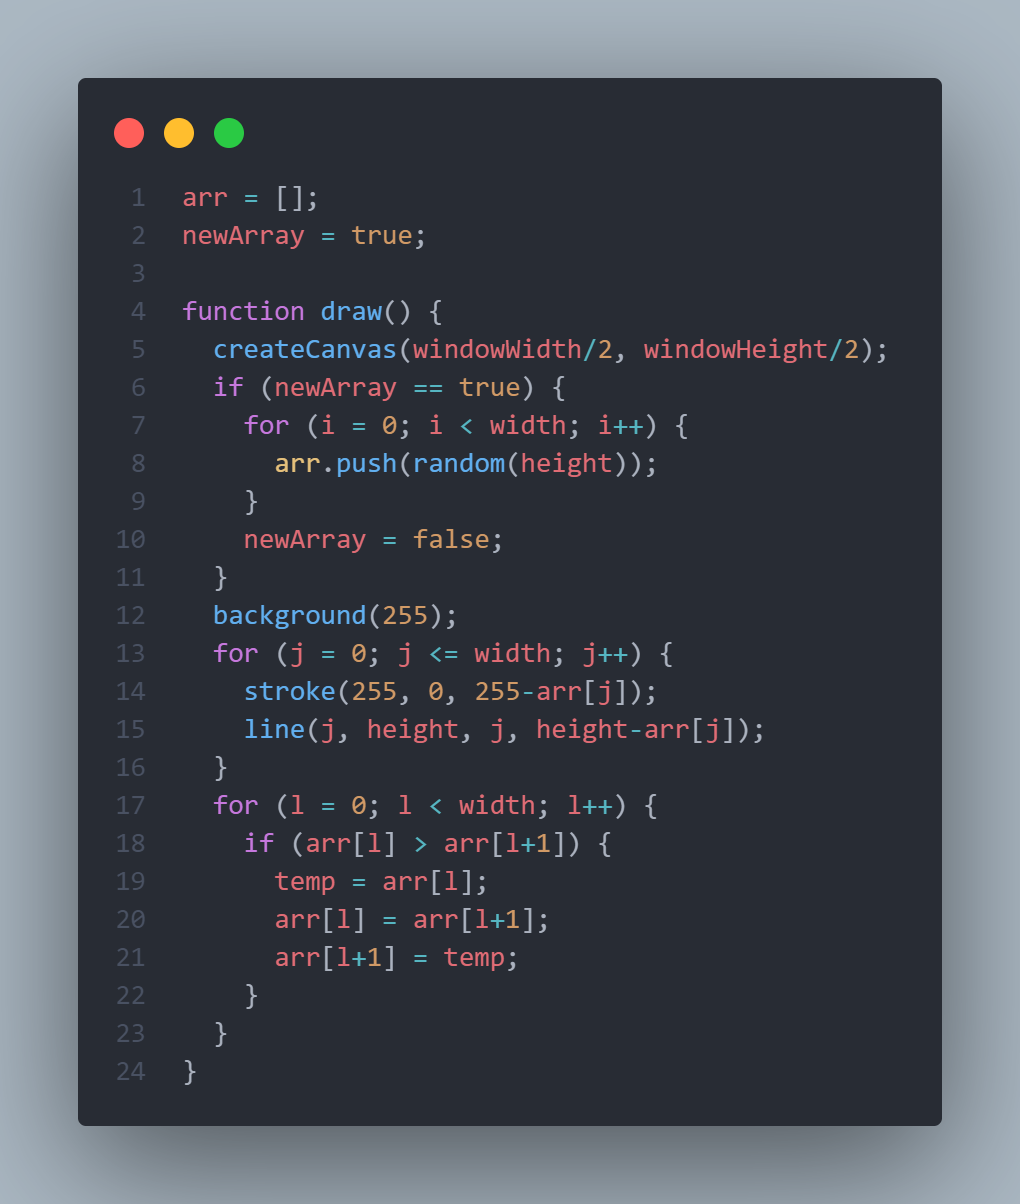 1 arr = [];
2 newArray = true;
3
4 function draw() {
5   createCanvas(windowWidth/2, windowHeight/2);
6   if (newArray == true) {
7     for (i = 0; i < width; i++) {
8       arr.push(random(height));
9     }
10     newArray = false;
11   }
12   background(255);
13   for (j = 0; j <= width; j++) {
14     stroke(255, 0, 255-arr[j]);
15     line(j, height, j, height-arr[j]);
16   }
17   for (l = 0; l < width; l++) {
18     if (arr[l] > arr[l+1]) {
19       temp = arr[l];
20       arr[l] = arr[l+1];
21       arr[l+1] = temp;
22     }
23   }
24 }